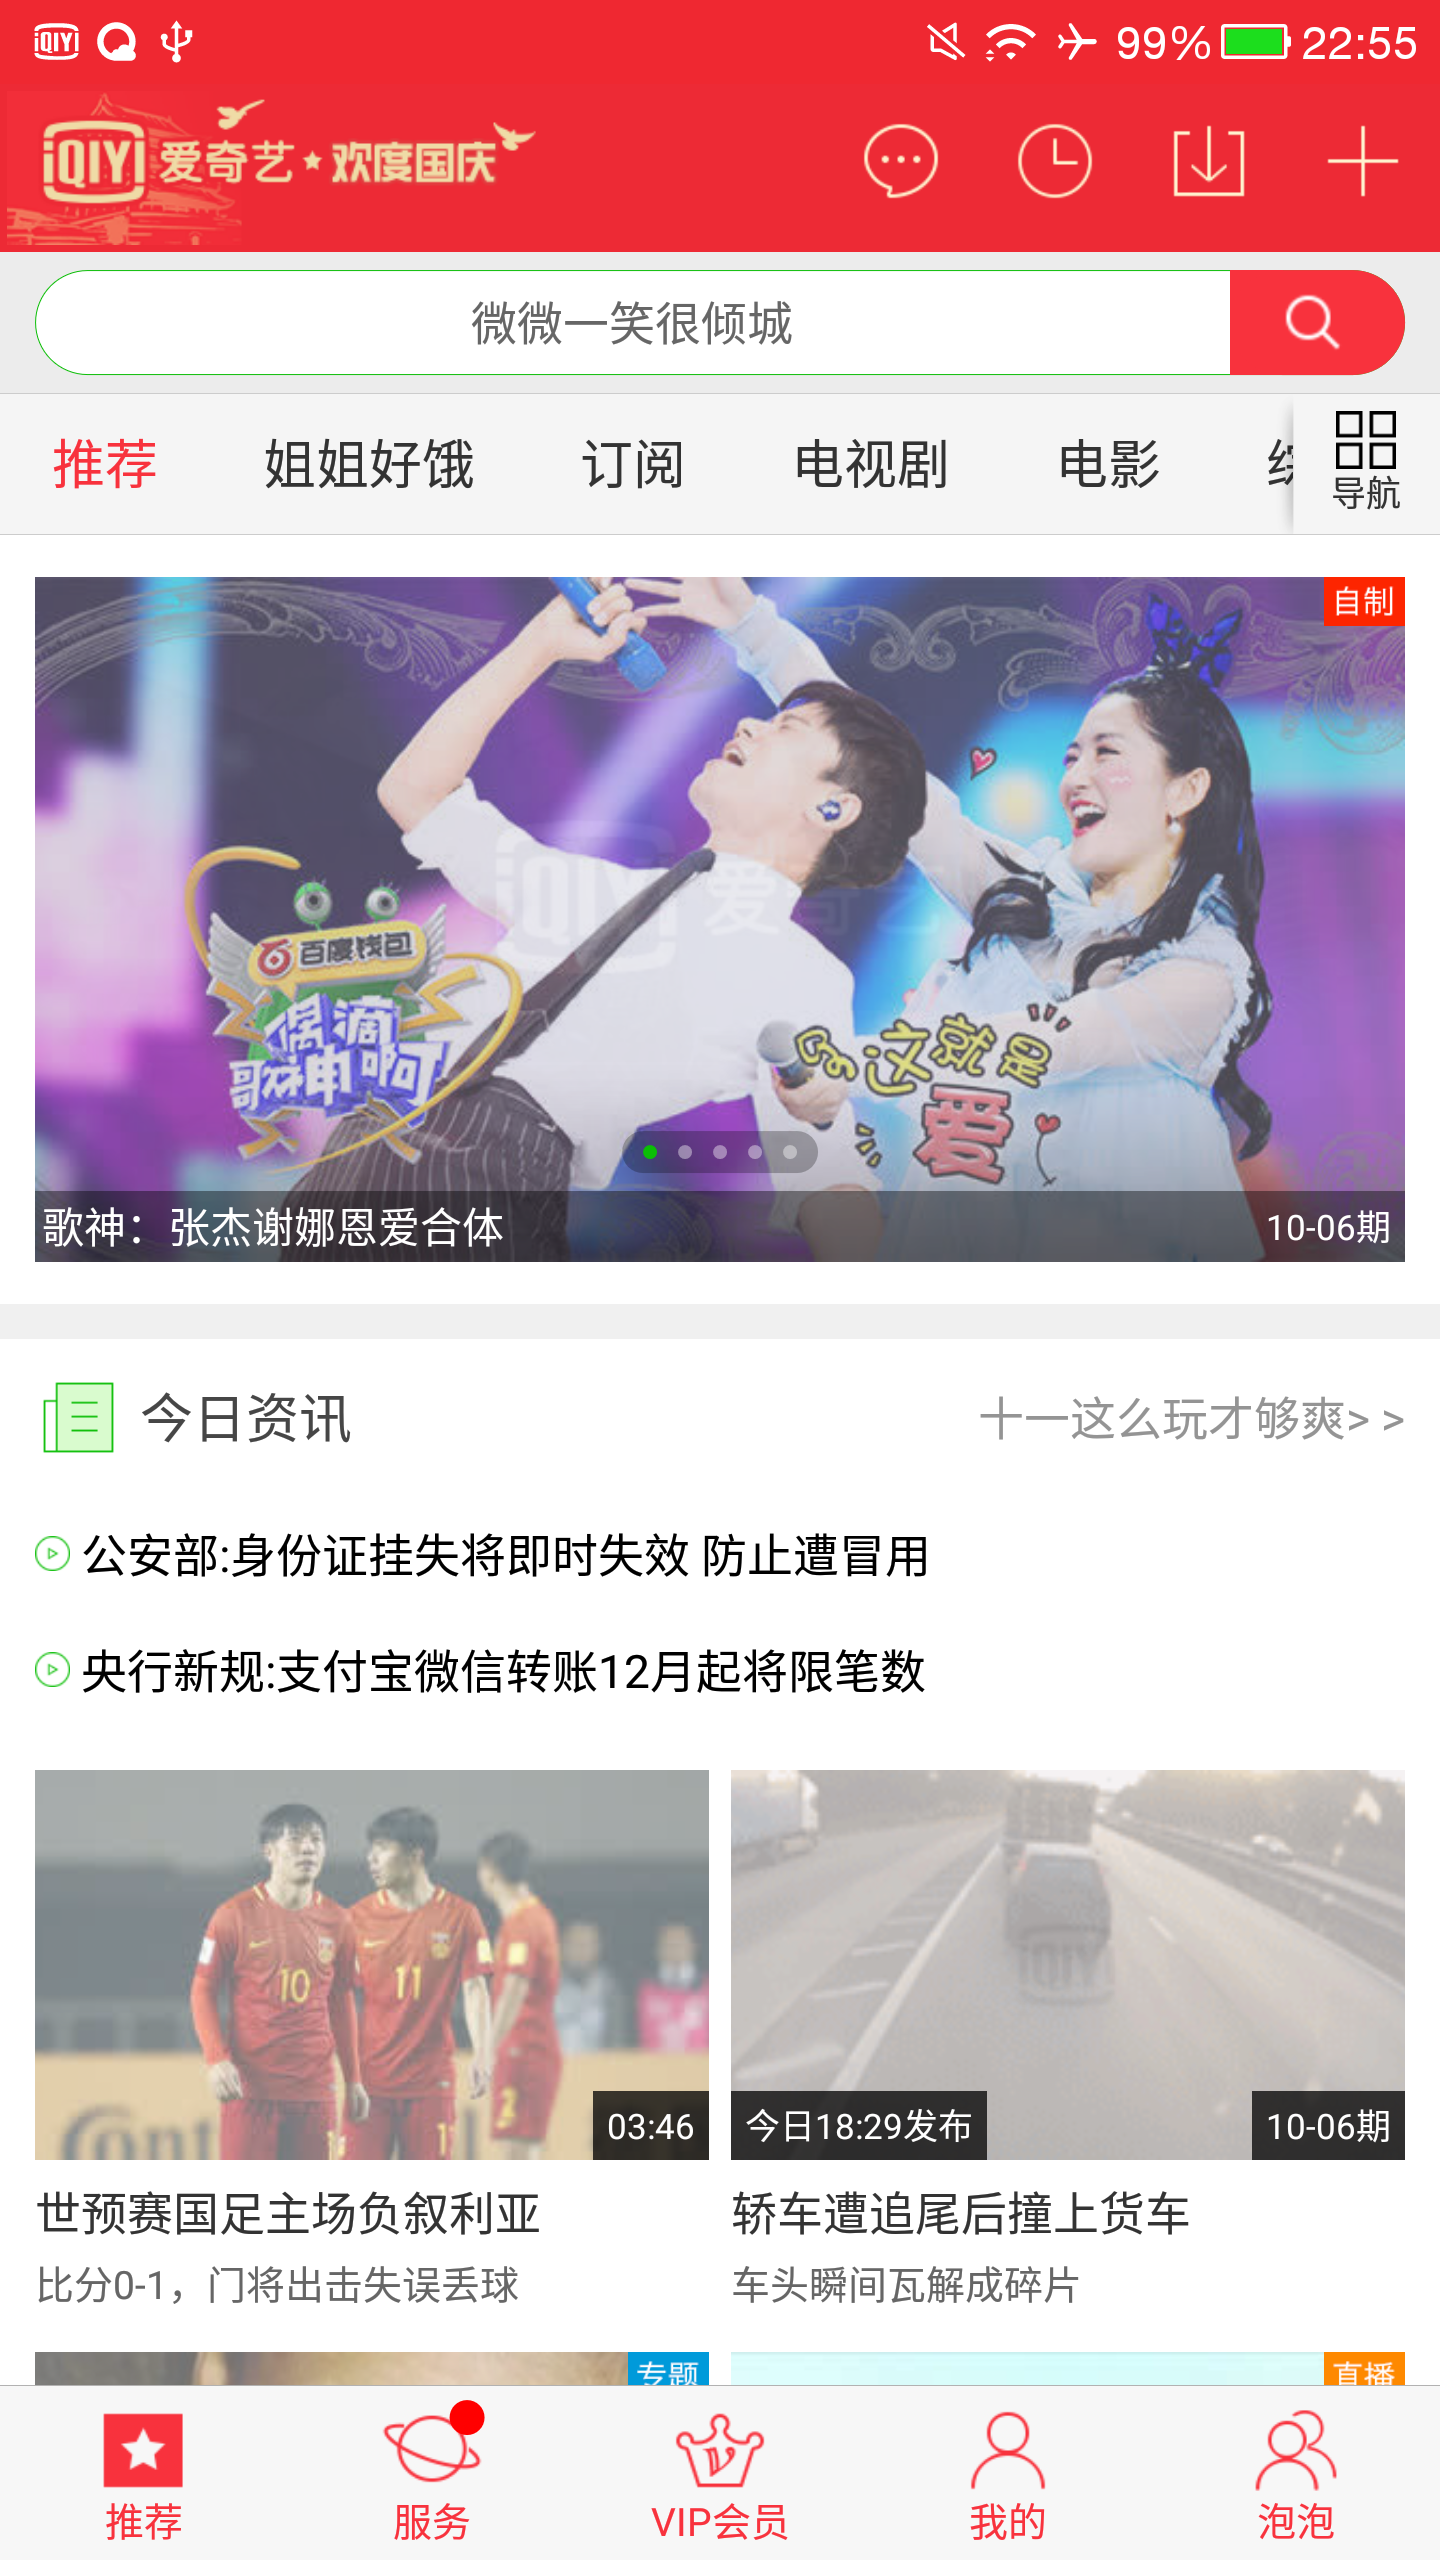 iQIYI
99%
22:55
iQIYI 爱奇艺★欢度国庆
微微一笑很倾城
推荐
姐姐好饿
订阅
电视剧
电影
导航
自制
iQIYI 爱奇艺
百度钱包
偶滴
歌神啊
这就是
爱
歌神：张杰谢娜恩爱合体
10-06期
今日资讯
十一这么玩才够爽> >
公安部:身份证挂失将即时失效 防止遭冒用
央行新规:支付宝微信转账12月起将限笔数
10
11
2
03:46
iQIYI
今日18:29发布
10-06期
世预赛国足主场负叙利亚
轿车遭追尾后撞上货车
比分0-1，门将出击失误丢球
车头瞬间瓦解成碎片
专题
直播
推荐
服务
VIP会员
我的
泡泡